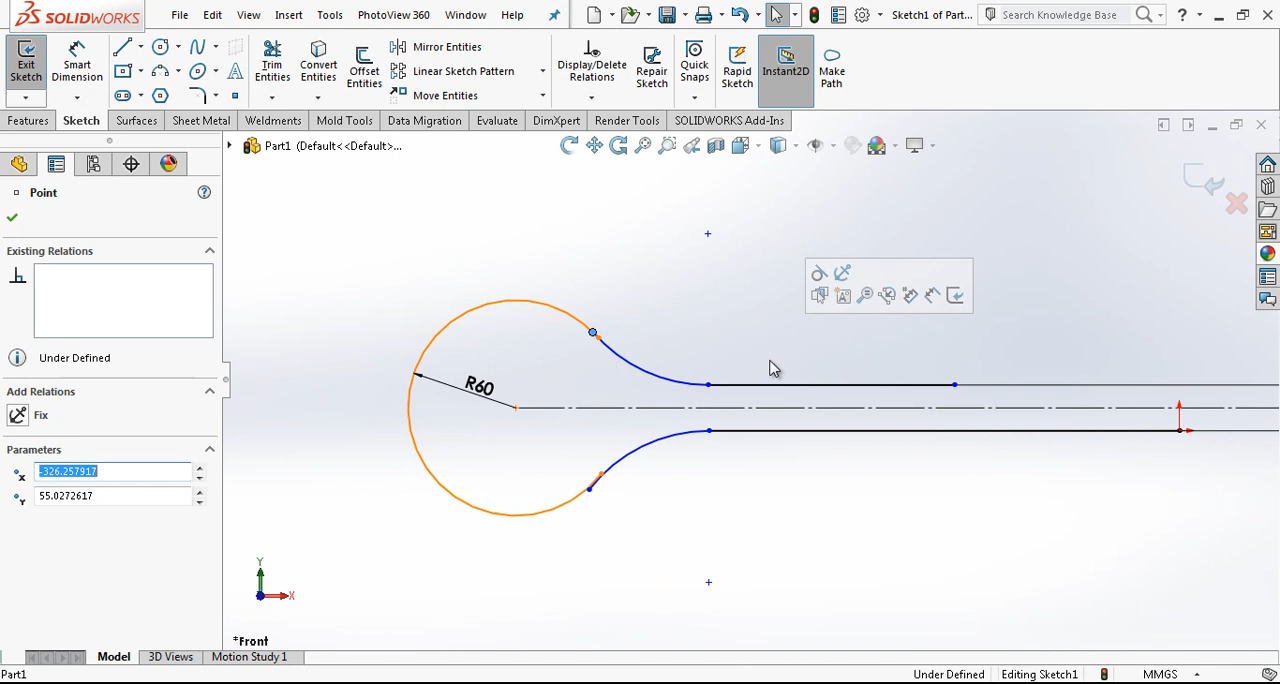 SOLIDWORKS File Edit View Insert Tools PhotoView 360 Window Help Sketch1 of Part... Search Knowledge Base ?
Exit Sketch
Smart Dimension
Trim Entities
Convert Entities
Offset Entities
Mirror Entities
Linear Sketch Pattern
Move Entities
Display/Delete Relations
Repair Sketch
Quick Snaps
Rapid Sketch
Instant2D
Make Path
Features Sketch Surfaces Sheet Metal Weldments Mold Tools Data Migration Evaluate DimXpert Render Tools SOLIDWORKS Add-Ins
Part1 (Default<<Default>...
Point
Existing Relations
Under Defined
Add Relations
Fix
Parameters
-326.257917
55.0272617
R60
Y
X
*Front
Model 3D Views Motion Study 1
Part1 Under Defined Editing Sketch1 MMGS